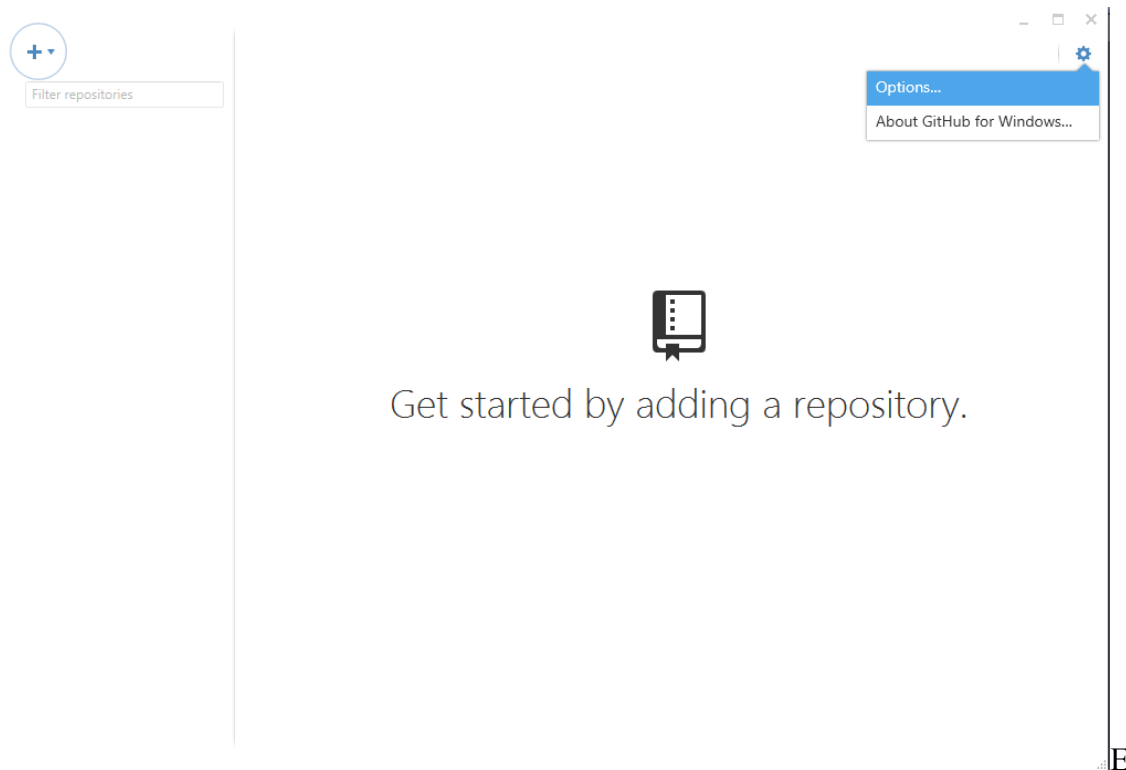 Filter repositories
Options...
About GitHub for Windows...
Get started by adding a repository.
E